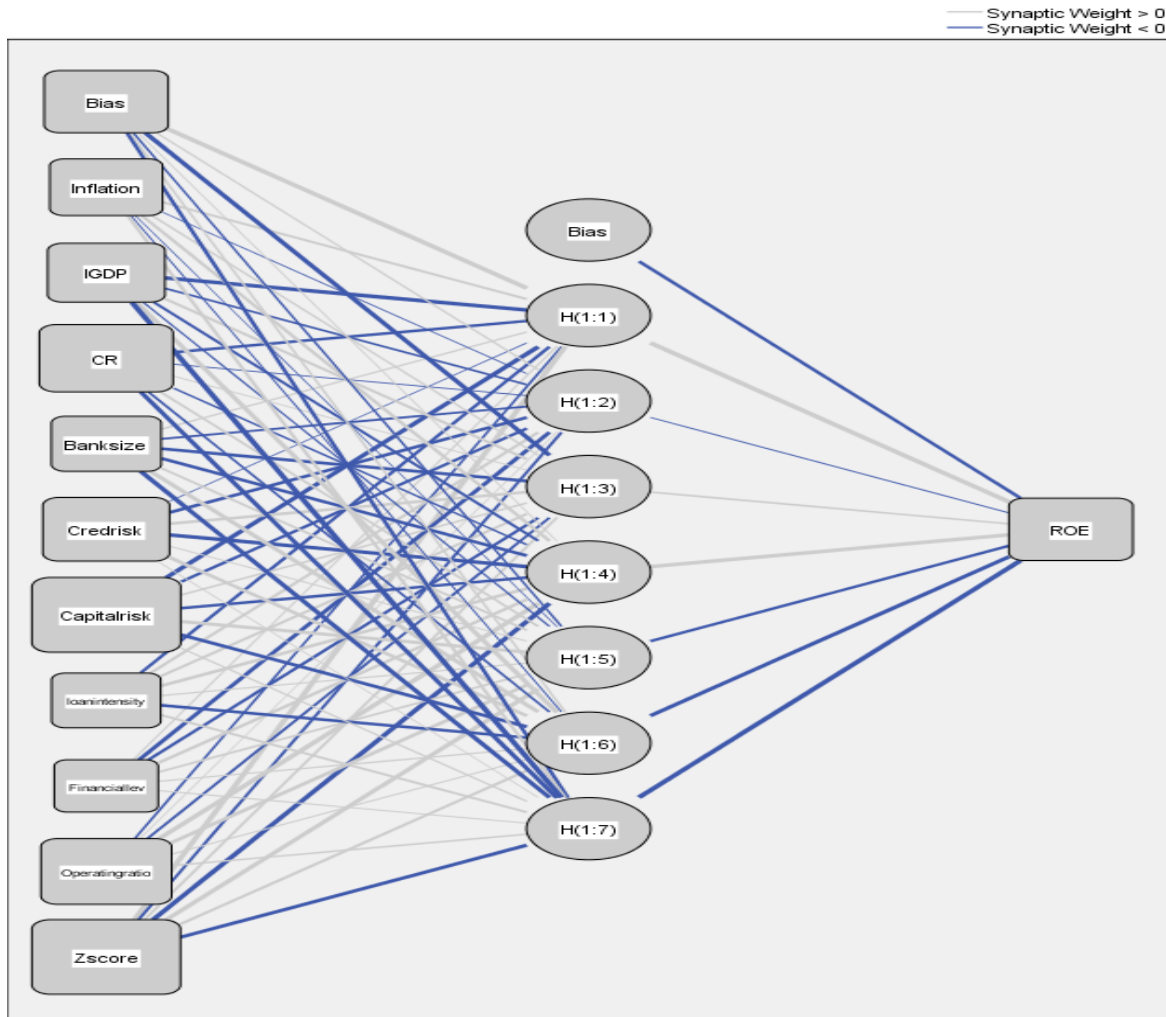 Synaptic Weight > 0
Synaptic Weight < 0
Bias
Inflation
IGDP
CR
Banksize
Credrisk
Capitalrisk
loanintensity
Financiallev
Operatingratio
Zscore
Bias
H(1:1)
H(1:2)
H(1:3)
H(1:4)
H(1:5)
H(1:6)
H(1:7)
ROE